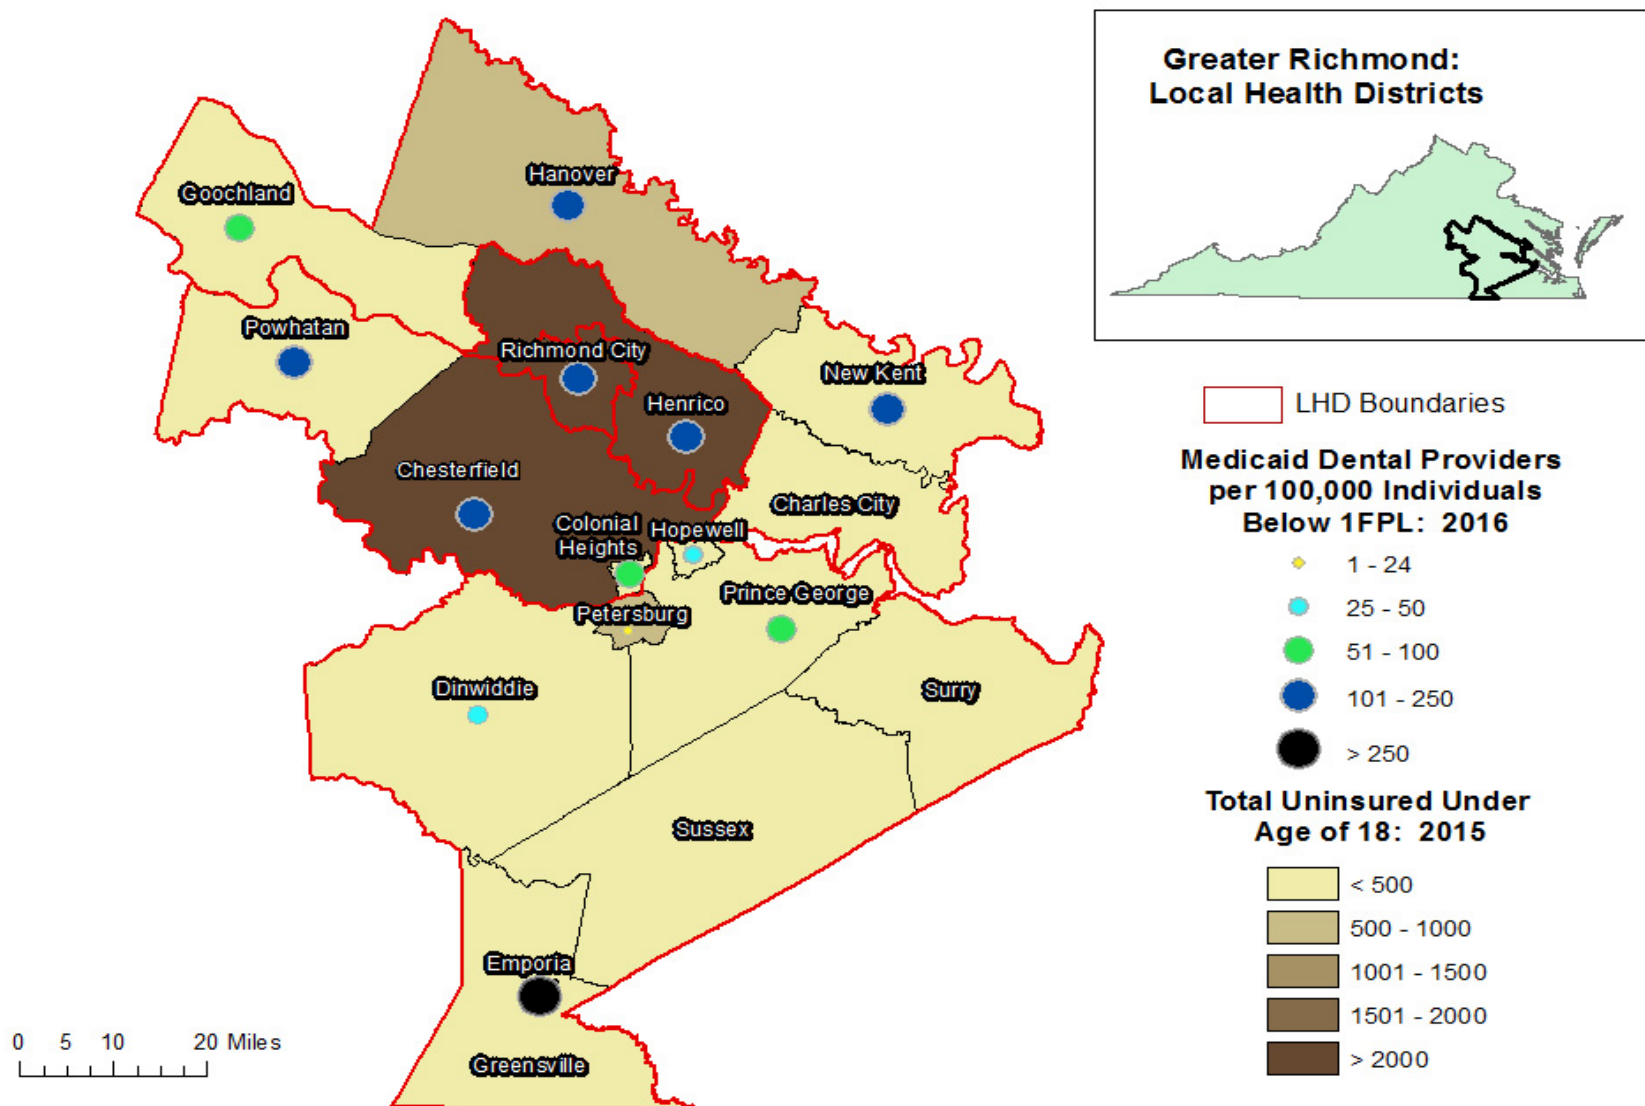 Greater Richmond:
Local Health Districts
Hanover
Goochland
Powhatan
Richmond City
New Kent
Henrico
Chesterfield
Charles City
Colonial
Heights
Hopewell
Prince George
Petersburg
Dinwiddie
Surry
Sussex
Emporia
Greensville
LHD Boundaries
Medicaid Dental Providers
per 100,000 Individuals
Below 1FPL: 2016
1 - 24
25 - 50
51 - 100
101 - 250
> 250
Total Uninsured Under
Age of 18: 2015
< 500
500 - 1000
1001 - 1500
1501 - 2000
> 2000
0 5 10 20 Miles